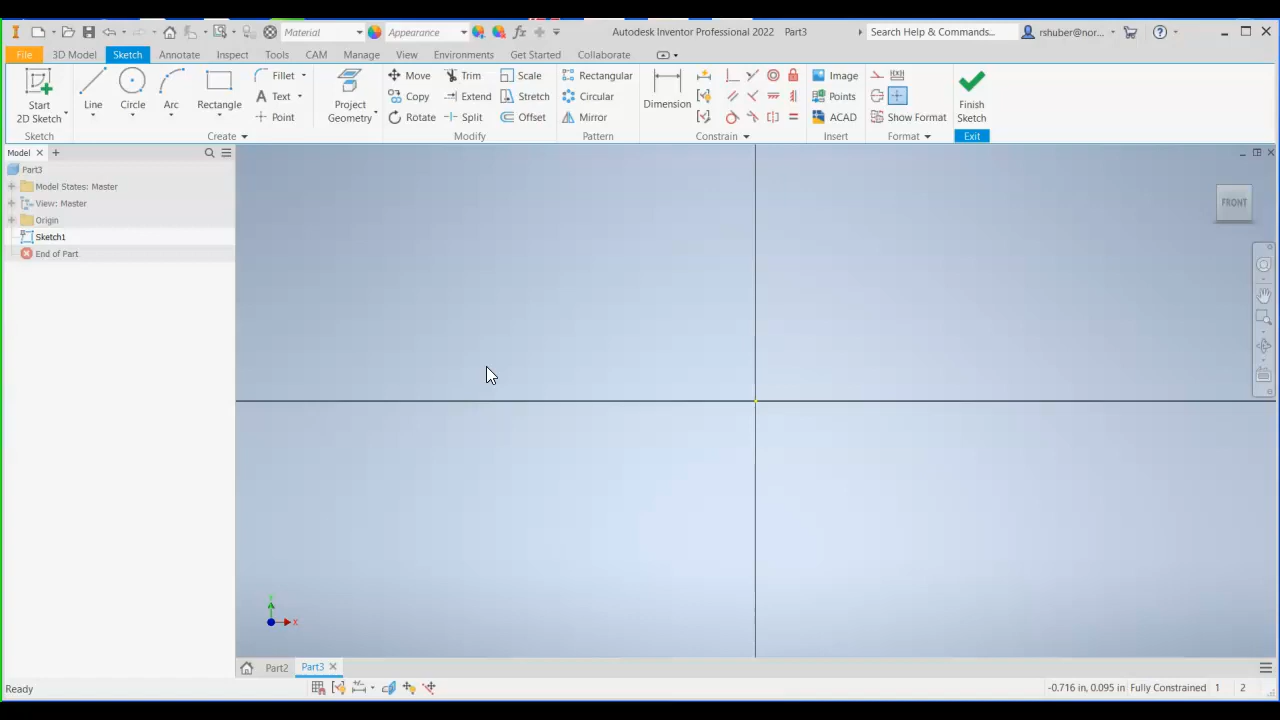 Material
Appearance
Autodesk Inventor Professional 2022 Part3
Search Help & Commands...
rshuber@nor...
File 3D Model Sketch Annotate Inspect Tools CAM Manage View Environments Get Started Collaborate
Start
2D Sketch
Line
Circle
Arc
Rectangle
Fillet
Text
Point
Project
Geometry
Move
Copy
Rotate
Trim
Extend
Split
Scale
Stretch
Offset
Rectangular
Circular
Mirror
Dimension
Image
Points
ACAD
Show Format
Finish
Sketch
Sketch Create Modify Pattern Constrain Insert Format Exit
Model
Part3
Model States: Master
View: Master
Origin
Sketch1
End of Part
FRONT
X
Part2 Part3
Ready
-0.716 in, 0.095 in Fully Constrained 1 2